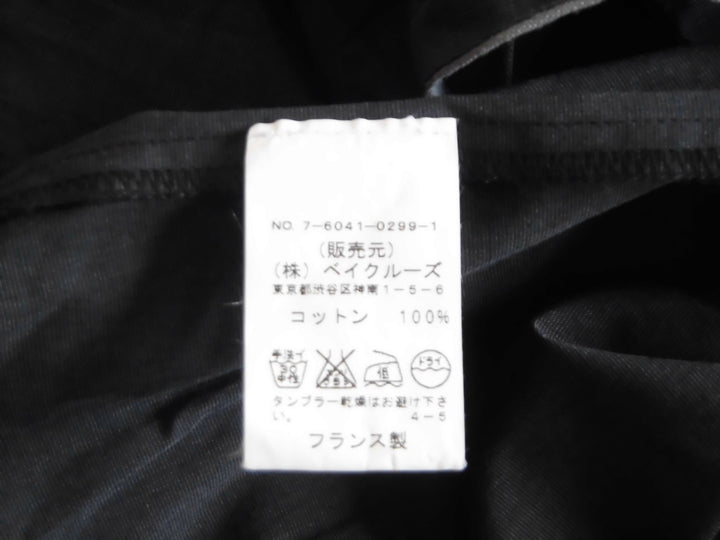 NO. 7-6041-0299-1
(販売元)
(株) ベイクルーズ
東京都渋谷区神南1-5-6
コットン 100%
手洗イ 30 中性 低 ドライ
タンブラー乾燥はお避け下さ
い。 4-5
フランス製